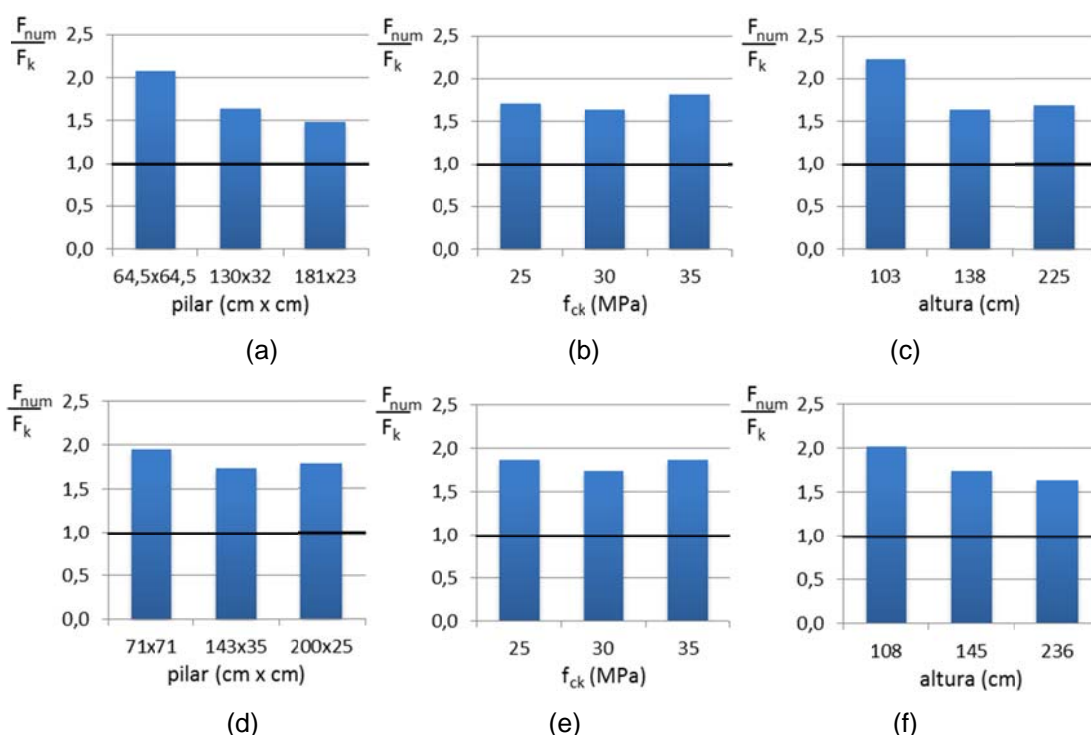 F_num
F_k
2,5
2,0
1,5
1,0
0,5
0,0
64,5x64,5 130x32 181x23
pilar (cm x cm)
(a)
F_num
F_k
2,5
2,0
1,5
1,0
0,5
0,0
25 30 35
f_ck (MPa)
(b)
F_num
F_k
2,5
2,0
1,5
1,0
0,5
0,0
103 138 225
altura (cm)
(c)
F_num
F_k
2,5
2,0
1,5
1,0
0,5
0,0
71x71 143x35 200x25
pilar (cm x cm)
(d)
F_num
F_k
2,5
2,0
1,5
1,0
0,5
0,0
25 30 35
f_ck (MPa)
(e)
F_num
F_k
2,5
2,0
1,5
1,0
0,5
0,0
108 145 236
altura (cm)
(f)